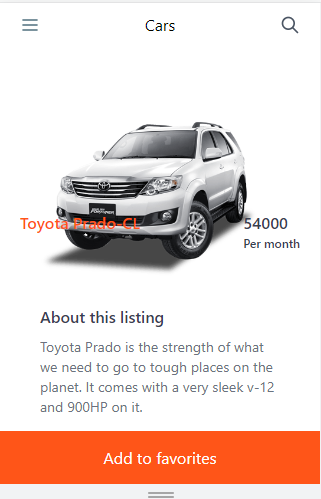 Cars
Toyota Prado-CL
54000
Per month
About this listing
Toyota Prado is the strength of what
we need to go to tough places on the
planet. It comes with a very sleek v-12
and 900HP on it.
Add to favorites